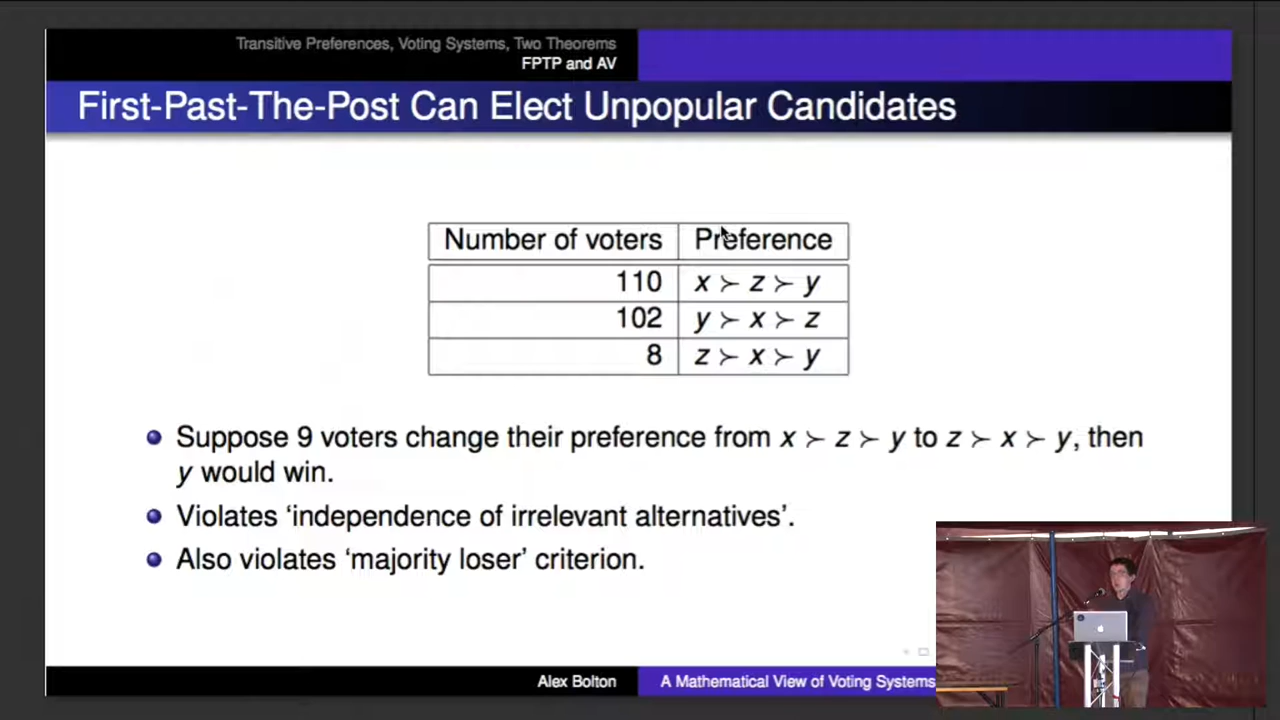 Transitive Preferences, Voting Systems, Two Theorems
FPTP and AV
First-Past-The-Post Can Elect Unpopular Candidates
Number of voters Preference
110 x ≻ z ≻ y
102 y ≻ x ≻ z
8 z ≻ x ≻ y
Suppose 9 voters change their preference from x ≻ z ≻ y to z ≻ x ≻ y, then
y would win.
Violates ‘independence of irrelevant alternatives’.
Also violates ‘majority loser’ criterion.
Alex Bolton A Mathematical View of Voting Systems